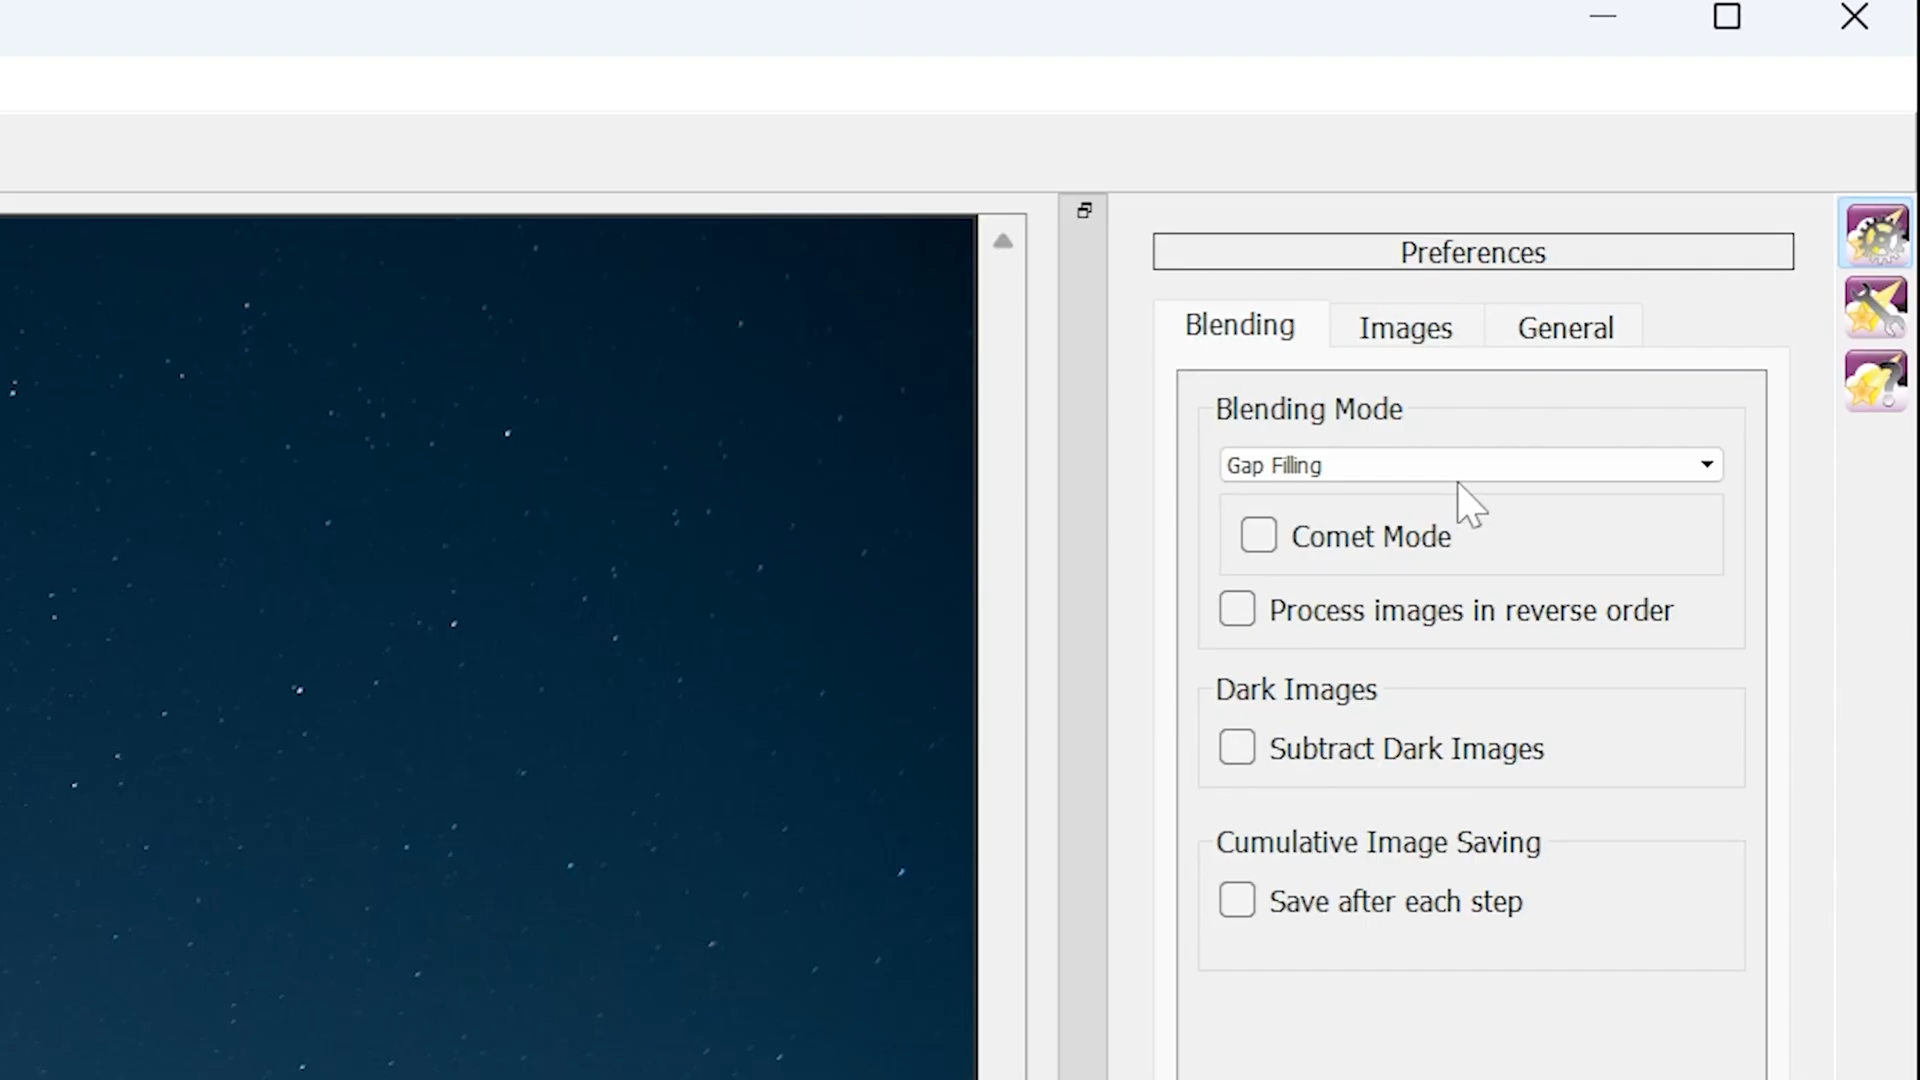 Preferences
Blending Images General
Blending Mode
Gap Filling
Comet Mode
Process images in reverse order
Dark Images
Subtract Dark Images
Cumulative Image Saving
Save after each step